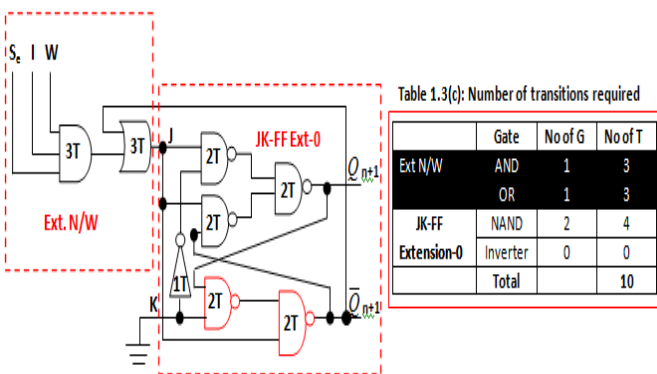 Sₑ I W
3T
3T
J
JK-FF Ext-0
2T
2T
2T
Q n+1
Ext. N/W
1T
K
2T
2T
Q̅ n+1
Table 1.3(c): Number of transitions required
Gate No of G No of T
Ext N/W AND 1 3
OR 1 3
JK-FF NAND 2 4
Extension-0 Inverter 0 0
Total 10